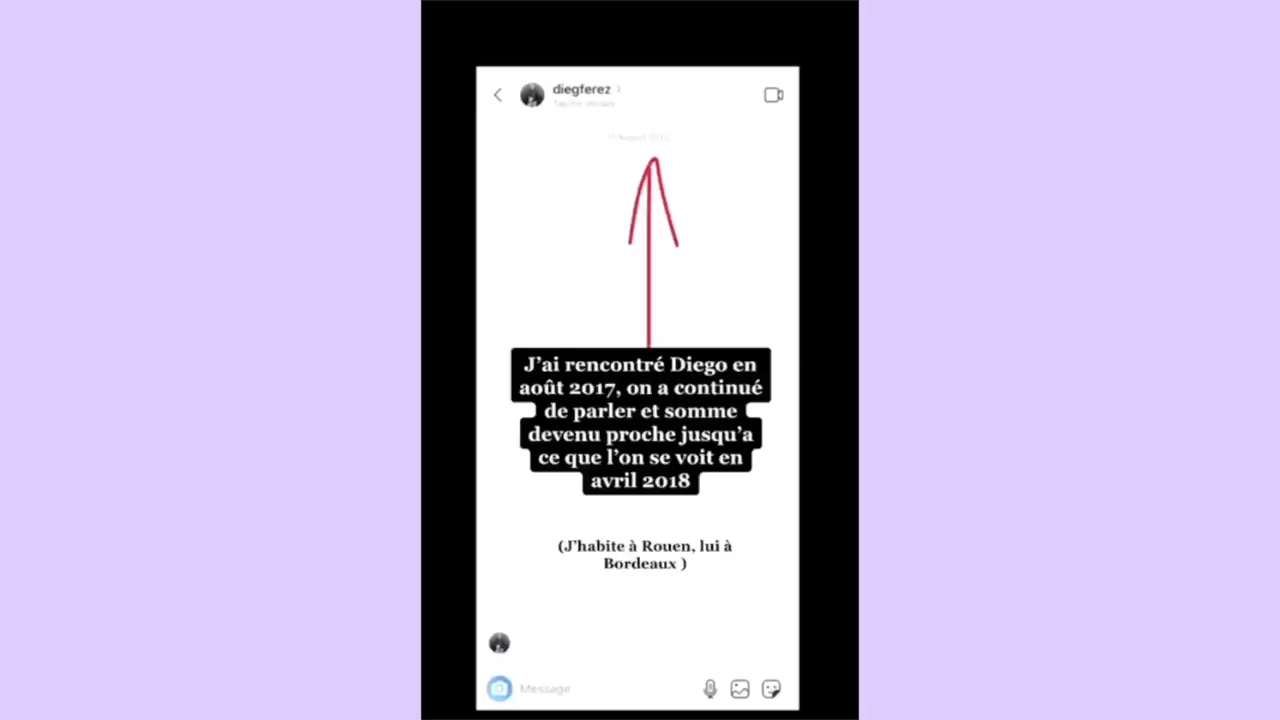 diegferez
J’ai rencontré Diego en
août 2017, on a continué
de parler et somme
devenu proche jusqu’a
ce que l’on se voit en
avril 2018
(J’habite à Rouen, lui à
Bordeaux )
Message